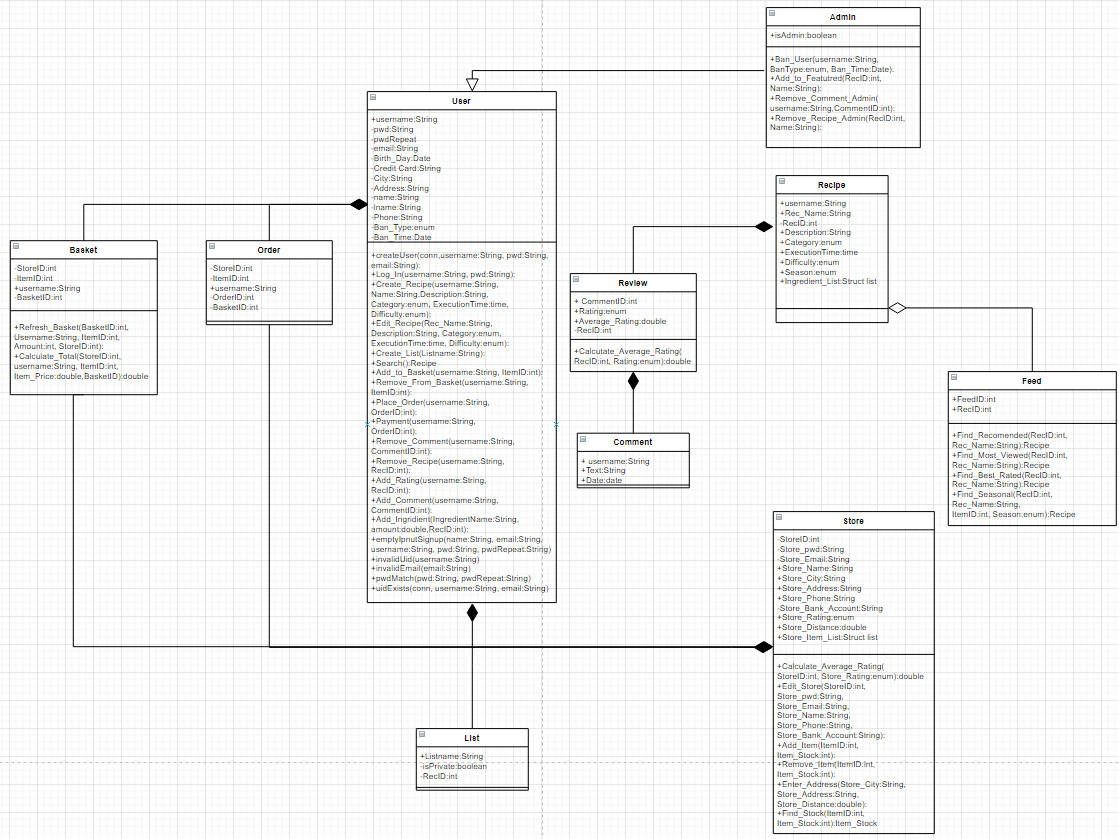 Admin
+isAdmin:boolean
+Ban_User(username:String,
BanType:enum, Ban_Time:Date):
+Add_to_Featutred(RecID:int,
Name:String):
+Remove_Comment_Admin(
username:String,CommentID:int):
+Remove_Recipe_Admin(RecID:int,
Name:String):
User
+username:String
-pwd:String
-pwdRepeat
-email:String
-Birth_Day:Date
-Credit Card:String
-City:String
-Address:String
-name:String
-lname:String
-Phone:String
-Ban_Type:enum
-Ban_Time:Date
+createUser(conn,username:String, pwd:String,
email:String):
+Log_In(username:String, pwd:String):
+Create_Recipe(username:String,
Name:String,Description:String,
Category:enum, ExecutionTime:time,
Difficulty:enum):
+Edit_Recipe(Rec_Name:String,
Description:String, Category:enum,
ExecutionTime:time, Difficulty:enum):
+Create_List(Listname:String):
+Search():Recipe
+Add_to_Basket(username:String, ItemID:int):
+Remove_From_Basket(username:String,
ItemID:int):
+Place_Order(username:String,
OrderID:int):
+Payment(username:String,
OrderID:int):
+Remove_Comment(username:String,
CommentID:int):
+Remove_Recipe(username:String,
RecID:int):
+Add_Rating(username:String,
RecID:int):
+Add_Comment(username:String,
CommentID:int):
+Add_Ingridient(IngredientName:String,
amount:double,RecID:int):
+emptyIpnutSignup(name:String, email:String,
username:String, pwd:String, pwdRepeat:String)
+invalidUid(username:String)
+invalidEmail(email:String)
+pwdMatch(pwd:String, pwdRepeat:String)
+uidExists(conn, username:String, email:String)
Recipe
+username:String
+Rec_Name:String
-RecID:int
+Description:String
+Category:enum
+ExecutionTime:time
+Difficulty:enum
+Season:enum
+Ingredient_List:Struct list
Basket
-StoreID:int
-ItemID:int
+username:String
-BasketID:int
+Refresh_Basket(BasketID:int,
Username:String, ItemID:int,
Amount:int, StoreID:int):
+Calculate_Total(StoreID:int,
username:String, ItemID:int,
Item_Price:double,BasketID):double
Order
-StoreID:int
-ItemID:int
+username:String
-OrderID:int
-BasketID:int
Review
+ CommentID:int
+Rating:enum
+Average_Rating:double
-RecID:int
+Calcutate_Average_Rating(
RecID:int, Rating:enum):double
Comment
+ username:String
+Text:String
+Date:date
Feed
+FeedID:int
+RecID:int
+Find_Recomended(RecID:int,
Rec_Name:String):Recipe
+Find_Most_Viewed(RecID:int,
Rec_Name:String):Recipe
+Find_Best_Rated(RecID:int,
Rec_Name:String):Recipe
+Find_Seasonal(RecID:int,
Rec_Name:String,
ItemID:int, Season:enum):Recipe
Store
-StoreID:int
-Store_pwd:String
-Store_Email:String
+Store_Name:String
+Store_City:String
+Store_Address:String
+Store_Phone:String
-Store_Bank_Account:String
+Store_Rating:enum
+Store_Distance:double
+Store_Item_List:Struct list
+Calculate_Average_Rating(
StoreID:int, Store_Rating:enum):double
+Edit_Store(StoreID:int,
Store_pwd:String,
Store_Email:String,
Store_Name:String,
Store_Phone:String,
Store_Bank_Account:String):
+Add_Item(ItemID:int,
Item_Stock:int):
+Remove_Item(ItemID:int,
Item_Stock:int):
+Enter_Address(Store_City:String,
Store_Address:String,
Store_Distance:double):
+Find_Stock(ItemID:int,
Item_Stock:int):Item_Stock
List
+Listname:String
-isPrivate:boolean
-RecID:int